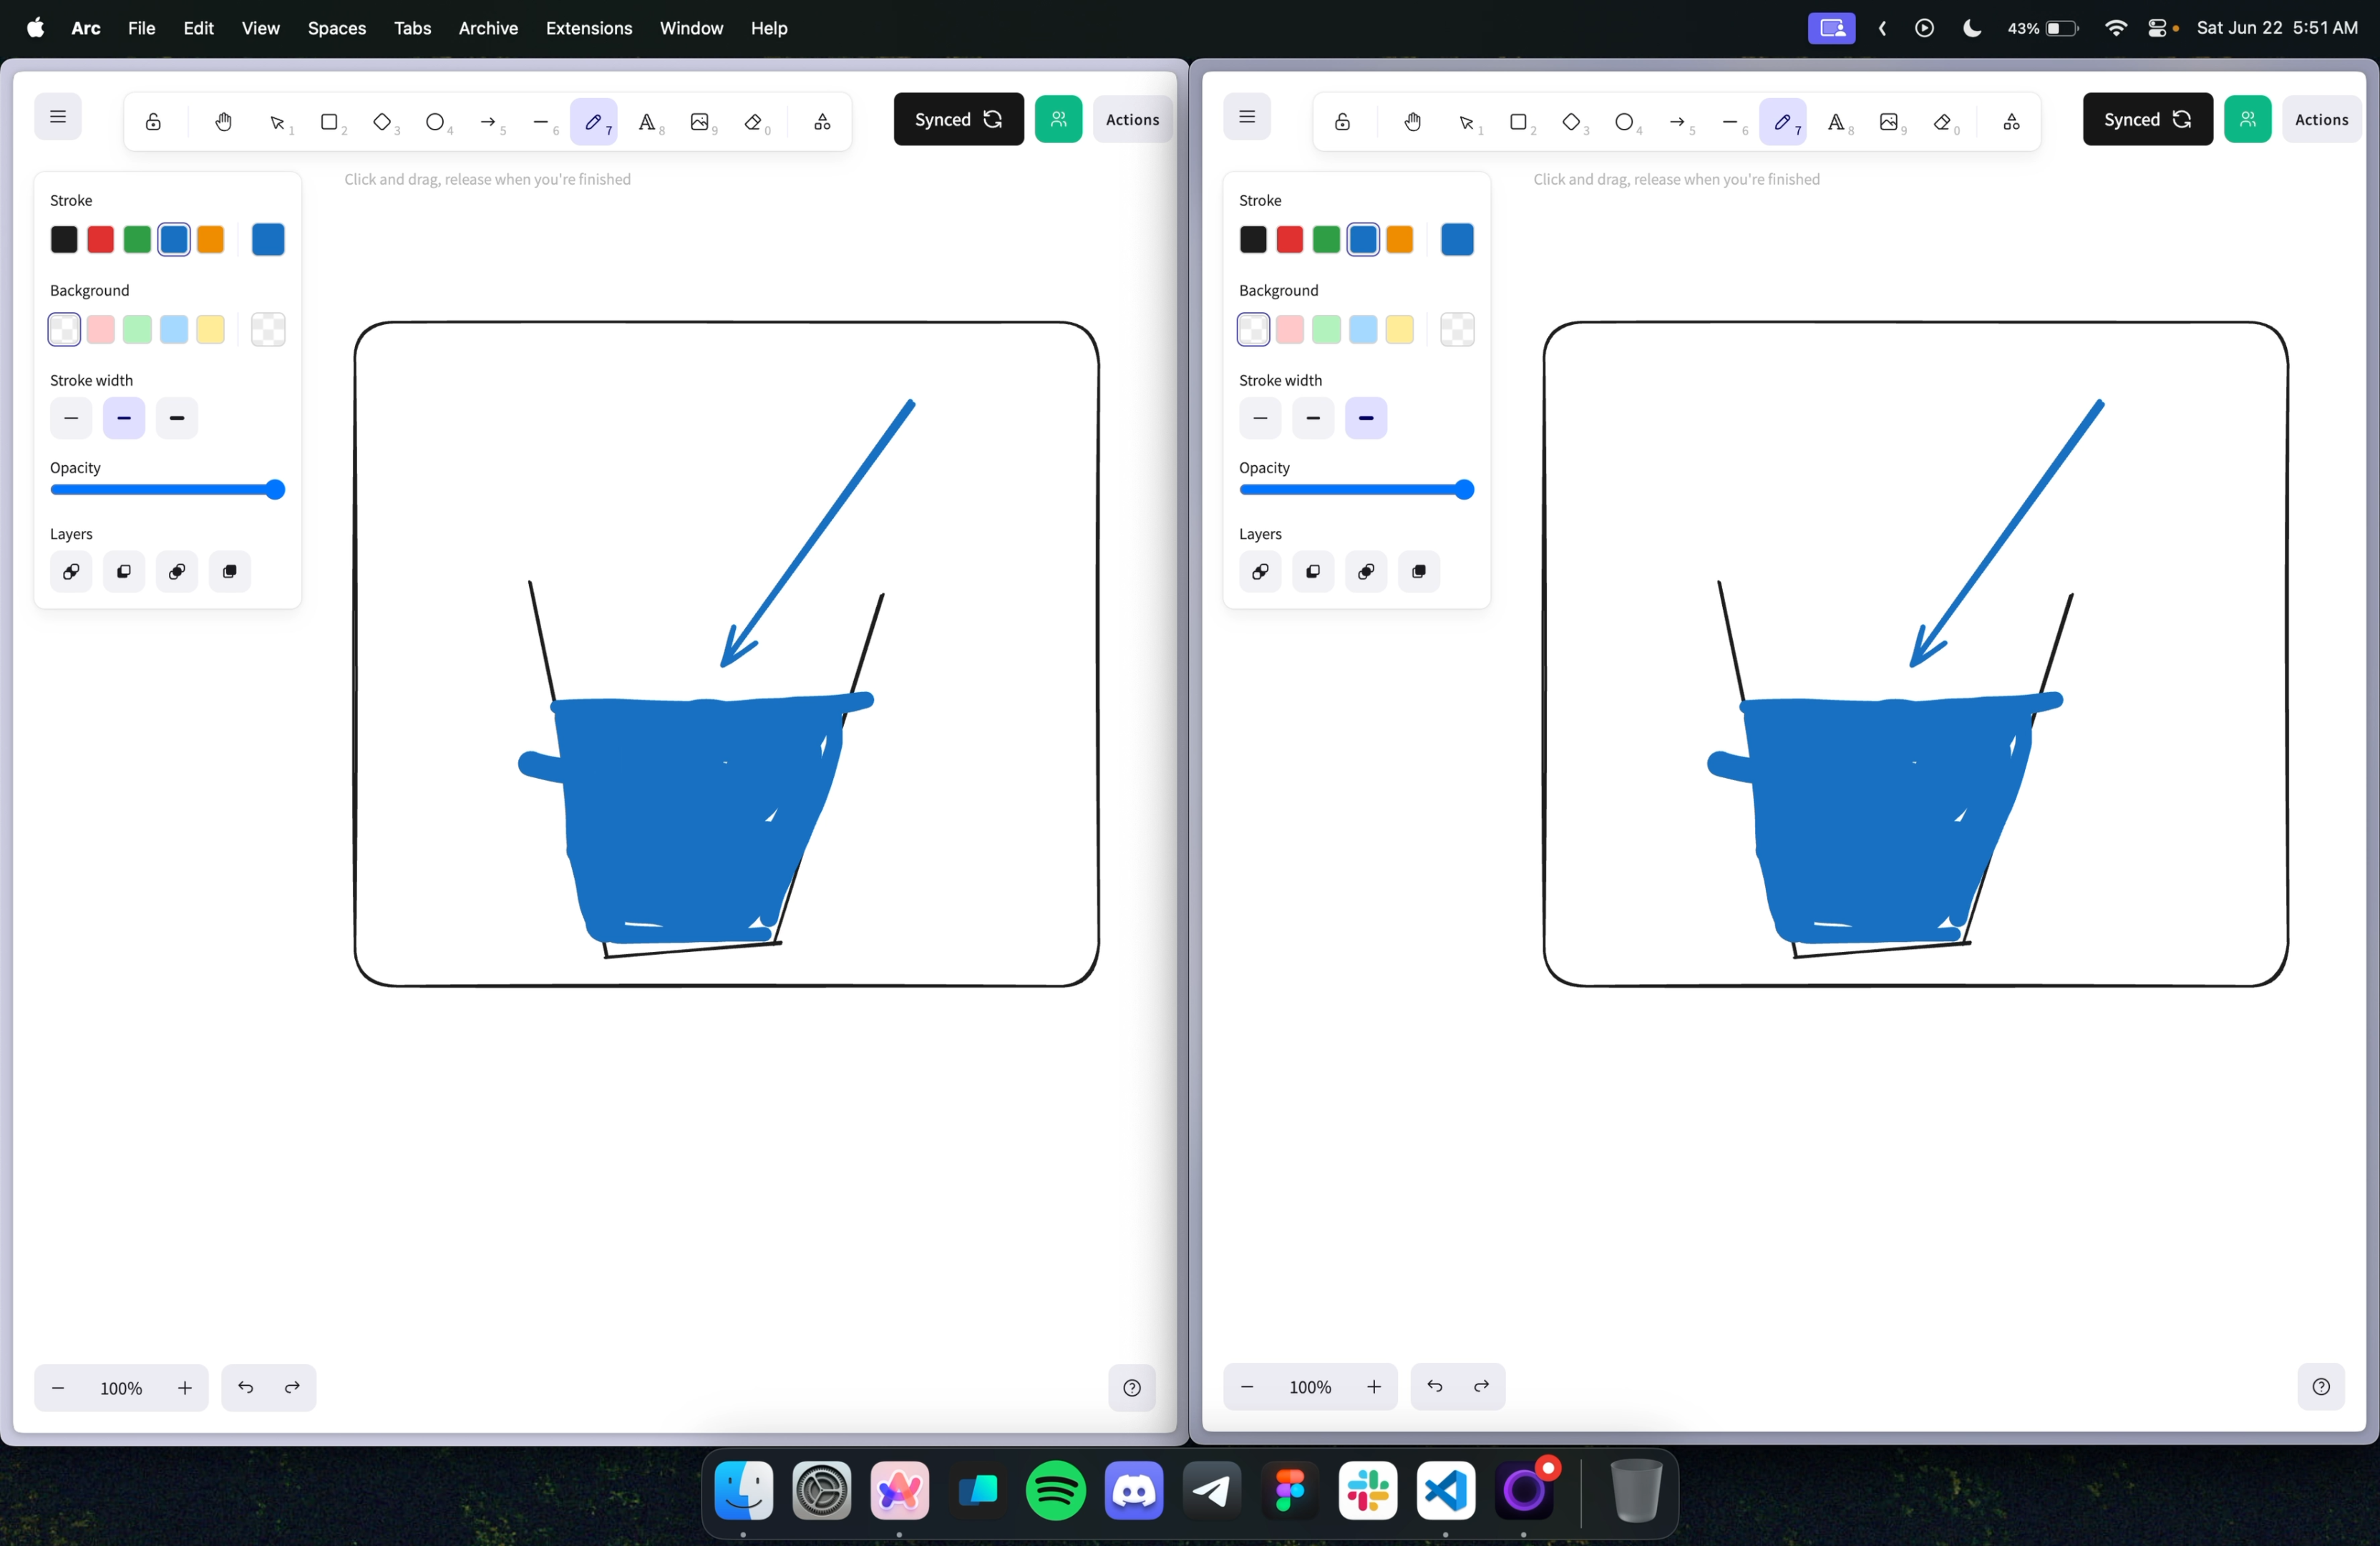 Arc File Edit View Spaces Tabs Archive Extensions Window Help 43% Sat Jun 22 5:51 AM
1 2 3 4 5 6 7 8 9 0 Synced Actions
Click and drag, release when you're finished
Stroke
Background
Stroke width
Opacity
Layers
100%
1 2 3 4 5 6 7 8 9 0 Synced Actions
Click and drag, release when you're finished
Stroke
Background
Stroke width
Opacity
Layers
100%